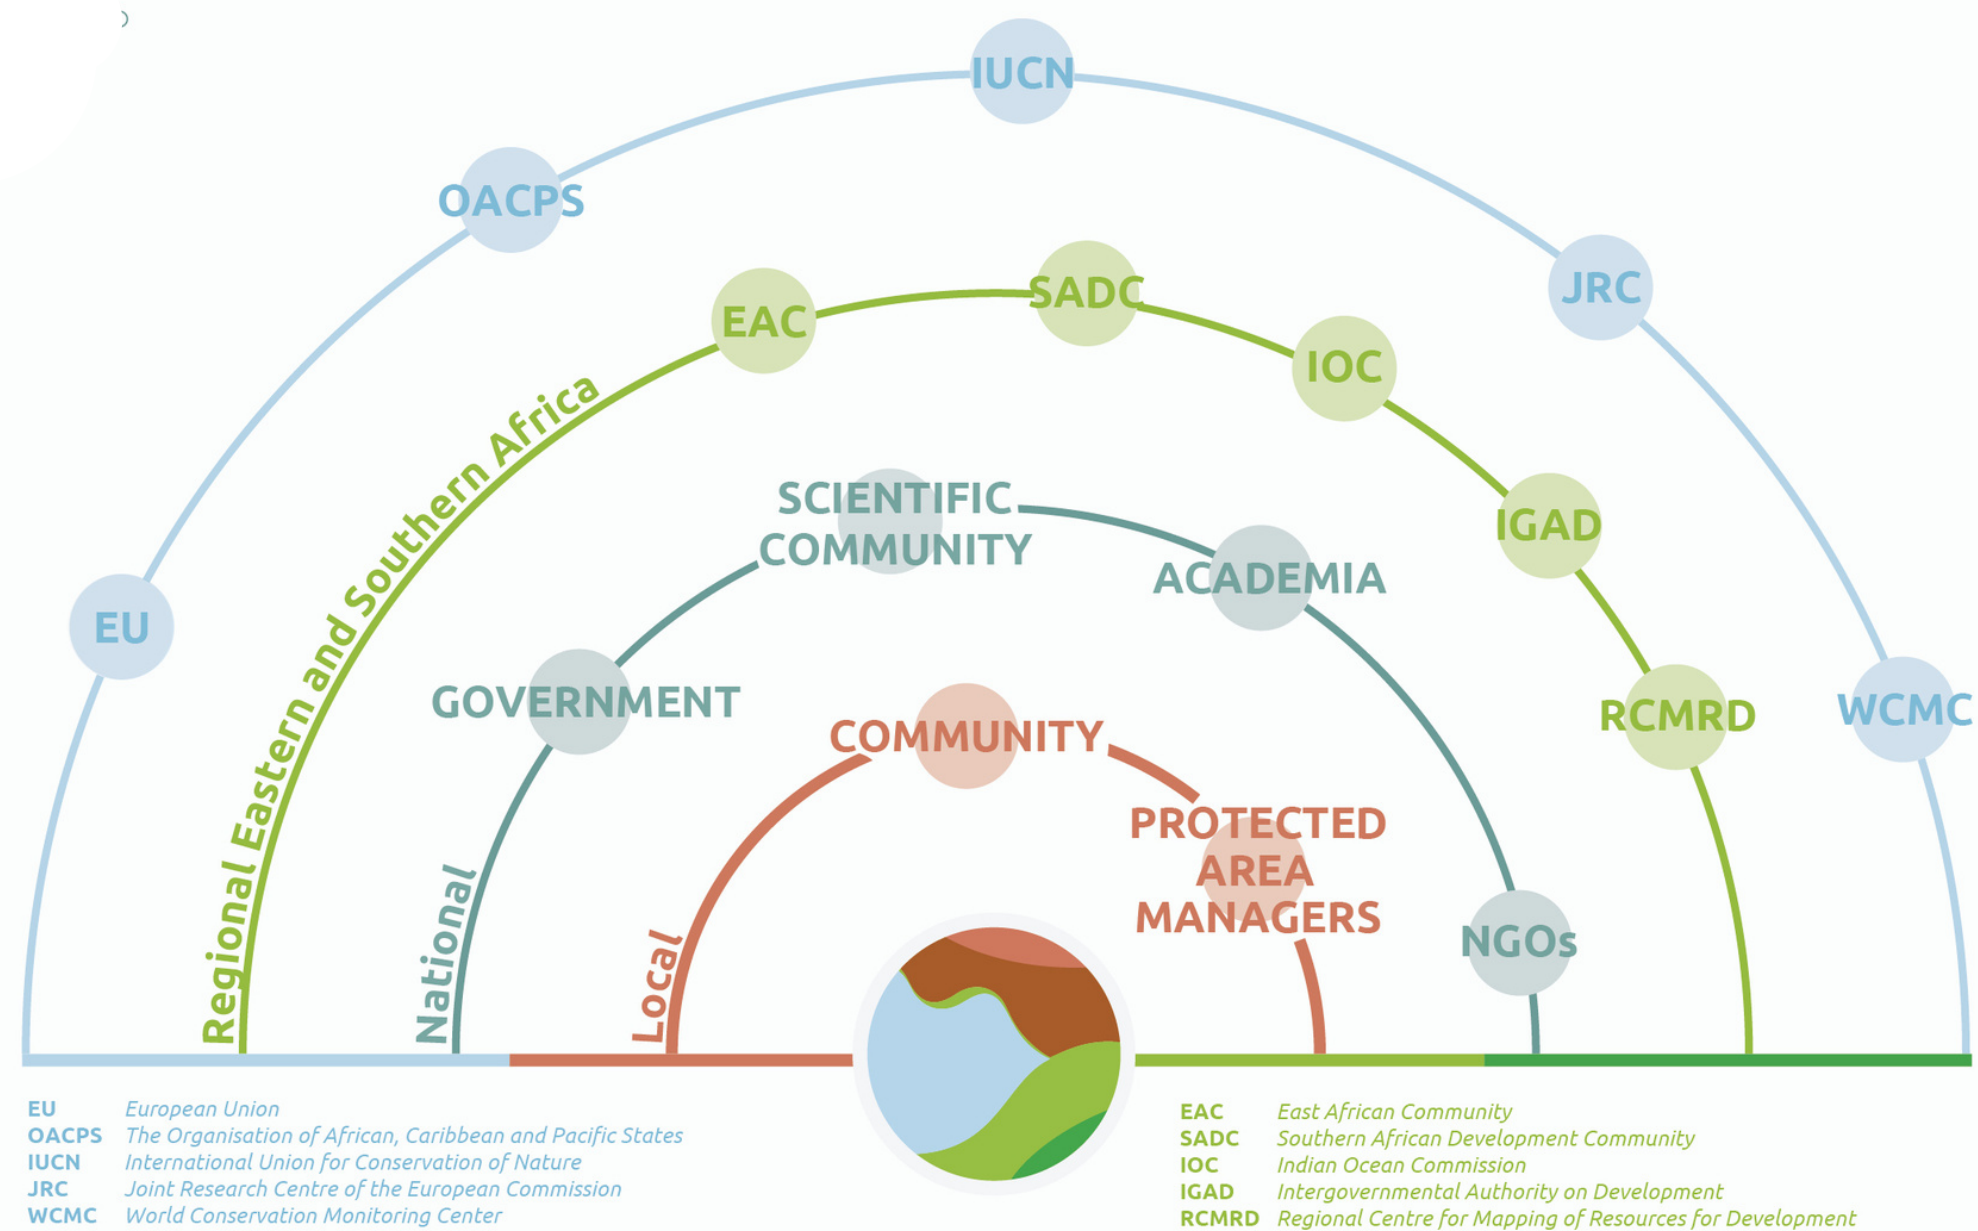 IUCN
OACPS
JRC
EU
WCMC
Regional Eastern and Southern Africa
EAC
SADC
IOC
IGAD
RCMRD
National
GOVERNMENT
SCIENTIFIC
COMMUNITY
ACADEMIA
NGOs
Local
COMMUNITY
PROTECTED
AREA
MANAGERS
EU European Union
OACPS The Organisation of African, Caribbean and Pacific States
IUCN International Union for Conservation of Nature
JRC Joint Research Centre of the European Commission
WCMC World Conservation Monitoring Center
EAC East African Community
SADC Southern African Development Community
IOC Indian Ocean Commission
IGAD Intergovernmental Authority on Development
RCMRD Regional Centre for Mapping of Resources for Development